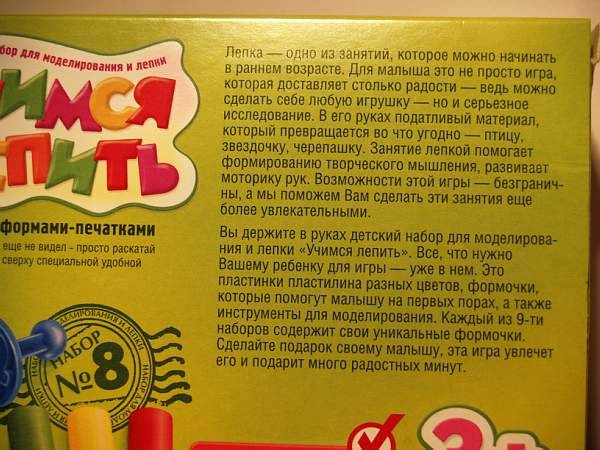 бор для моделирования и лепки
имся
пить
формами-печатками
еще не видел - просто раскатай
сверху специальной удобной
Лепка — одно из занятий, которое можно начинать
в раннем возрасте. Для малыша это не просто игра,
которая доставляет столько радости — ведь можно
сделать себе любую игрушку — но и серьезное
исследование. В его руках податливый материал,
который превращается во что угодно — птицу,
звездочку, черепашку. Занятие лепкой помогает
формированию творческого мышления, развивает
моторику рук. Возможности этой игры — безгранич-
ны, а мы поможем Вам сделать эти занятия еще
более увлекательными.
Вы держите в руках детский набор для моделирова-
ния и лепки «Учимся лепить». Все, что нужно
Вашему ребенку для игры — уже в нем. Это
пластинки пластилина разных цветов, формочки,
которые помогут малышу на первых порах, а также
инструменты для моделирования. Каждый из 9-ти
наборов содержит свои уникальные формочки.
Сделайте подарок своему малышу, эта игра увлечет
его и подарит много радостных минут.
НАБОР
№8
3+